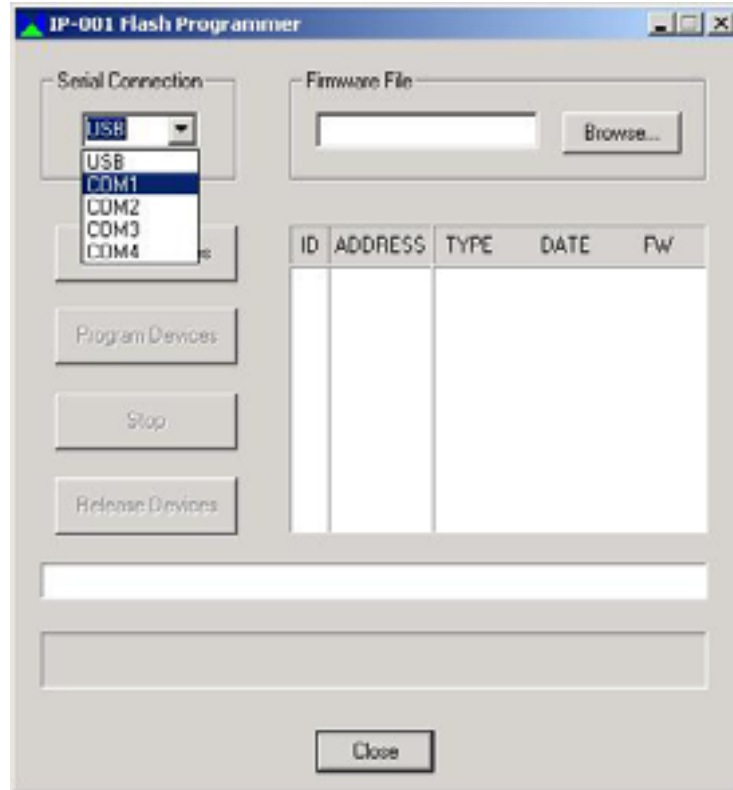 IP-001 Flash Programmer
Serial Connection
Firmware File
USB
Browse...
USB
COM1
COM2
COM3
COM4
ID ADDRESS TYPE DATE FW
Program Devices
Stop
Release Devices
Close